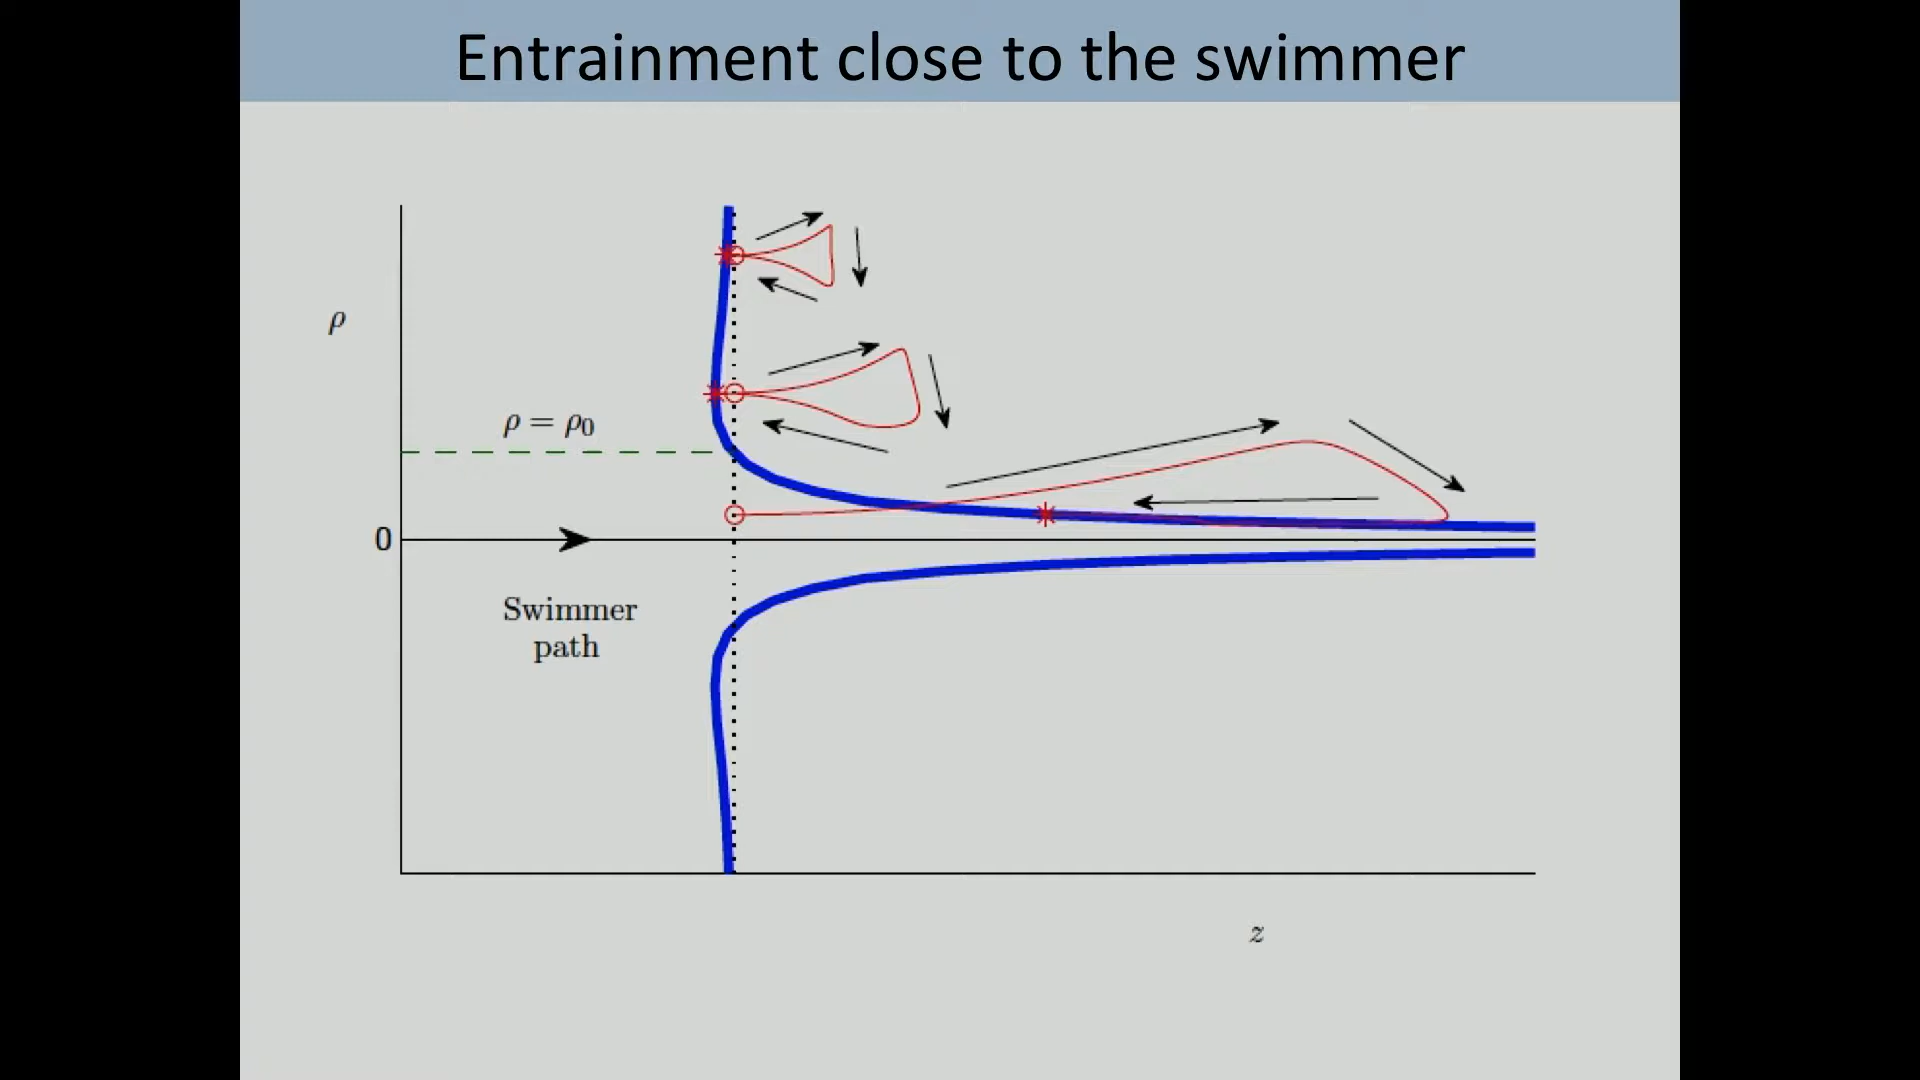 Entrainment close to the swimmer
ρ
ρ = ρ₀
0
Swimmer
path
z